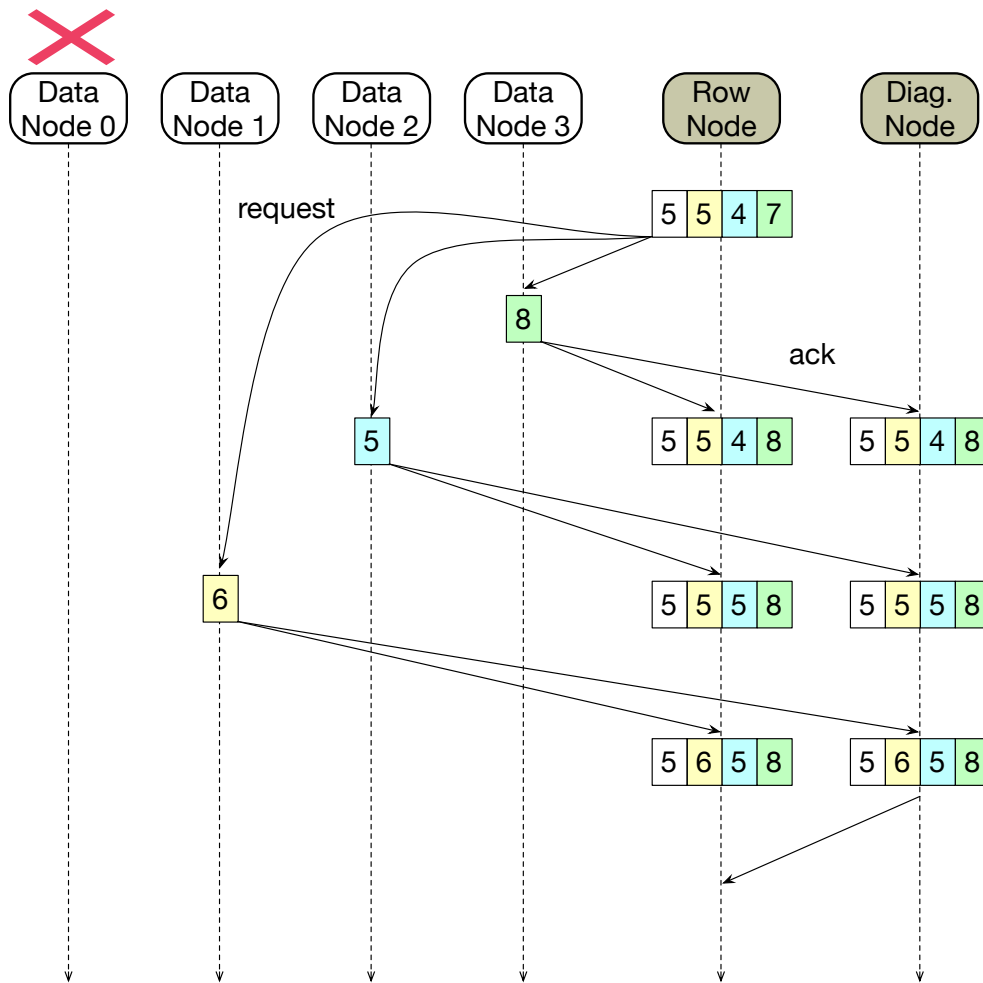 Data
Node 0
Data
Node 1
Data
Node 2
Data
Node 3
Row
Node
Diag.
Node
request
5 5 4 7
8
ack
5
5 5 4 8
5 5 4 8
6
5 5 5 8
5 5 5 8
5 6 5 8
5 6 5 8